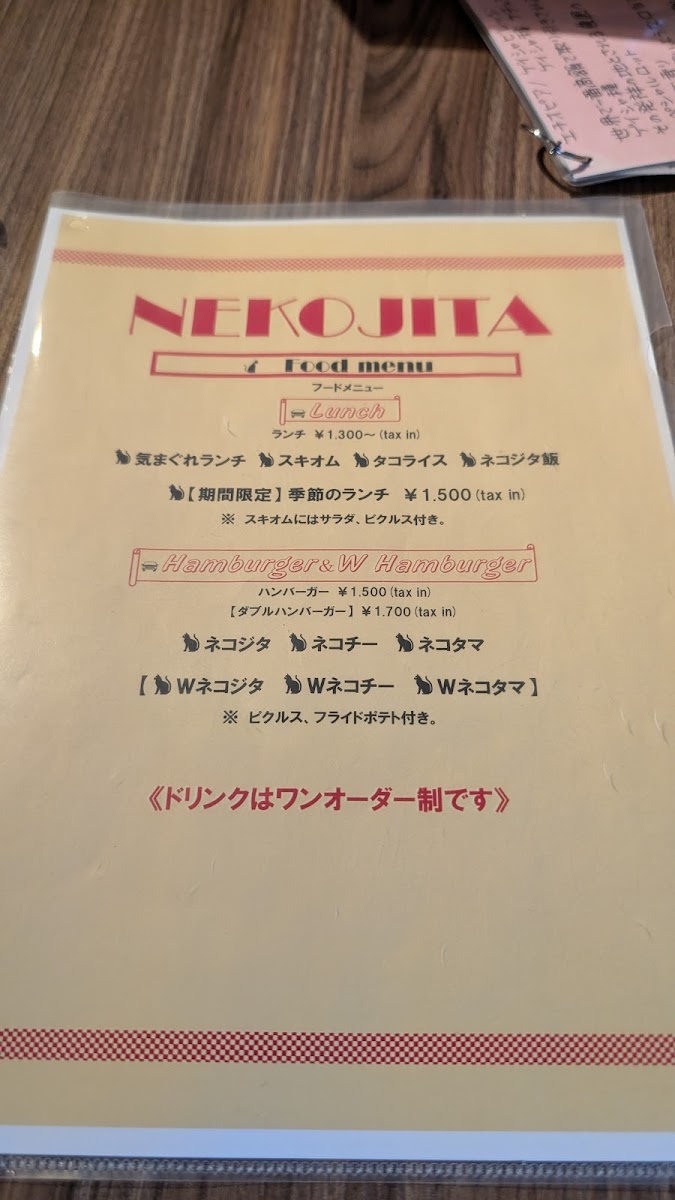 NEKOJITA
Food menu
フードメニュー
Lunch
ランチ ￥1,300～(tax in)
気まぐれランチ スキオム タコライス ネコジタ飯
【期間限定】季節のランチ ￥1,500(tax in)
※ スキオムにはサラダ、ピクルス付き。
Hamburger&W Hamburger
ハンバーガー ￥1.500(tax in)
【ダブルハンバーガー】￥1.700(tax in)
ネコジタ ネコチー ネコタマ
【Wネコジタ Wネコチー Wネコタマ】
※ ピクルス、フライドポテト付き。
《ドリンクはワンオーダー制です》